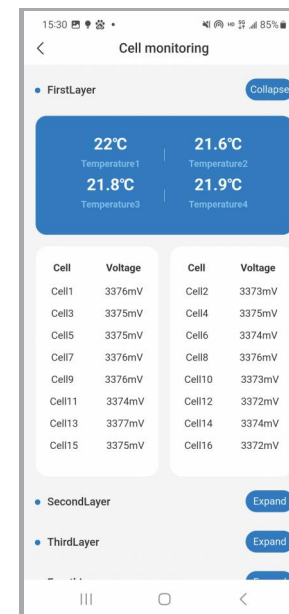 15:30 HD 5G 85%
Cell monitoring
FirstLayer Collapse
22℃ 21.6℃
Temperature1 Temperature2
21.8℃ 21.9℃
Temperature3 Temperature4
Cell Voltage Cell Voltage
Cell1 3376mV Cell2 3373mV
Cell3 3375mV Cell4 3375mV
Cell5 3375mV Cell6 3374mV
Cell7 3376mV Cell8 3376mV
Cell9 3376mV Cell10 3373mV
Cell11 3374mV Cell12 3372mV
Cell13 3377mV Cell14 3374mV
Cell15 3375mV Cell16 3372mV
SecondLayer Expand
ThirdLayer Expand